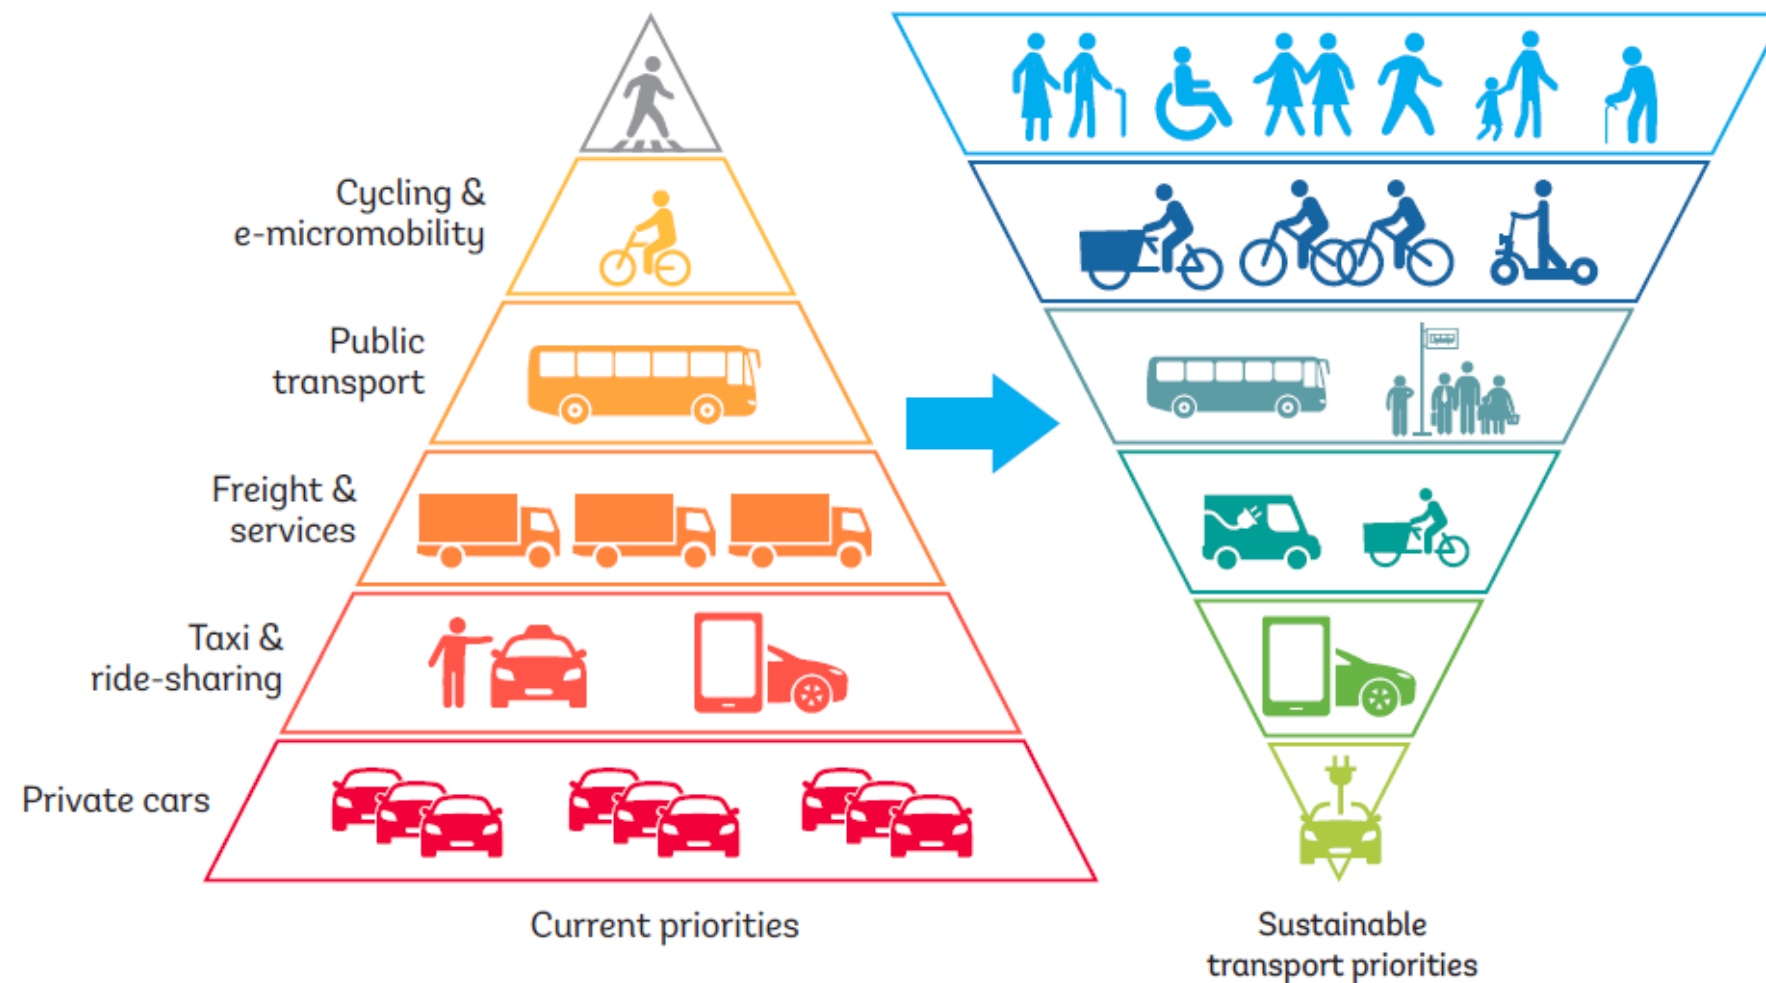 Cycling &
e-micromobility
Public
transport
Freight &
services
Taxi &
ride-sharing
Private cars
Current priorities
Sustainable
transport priorities